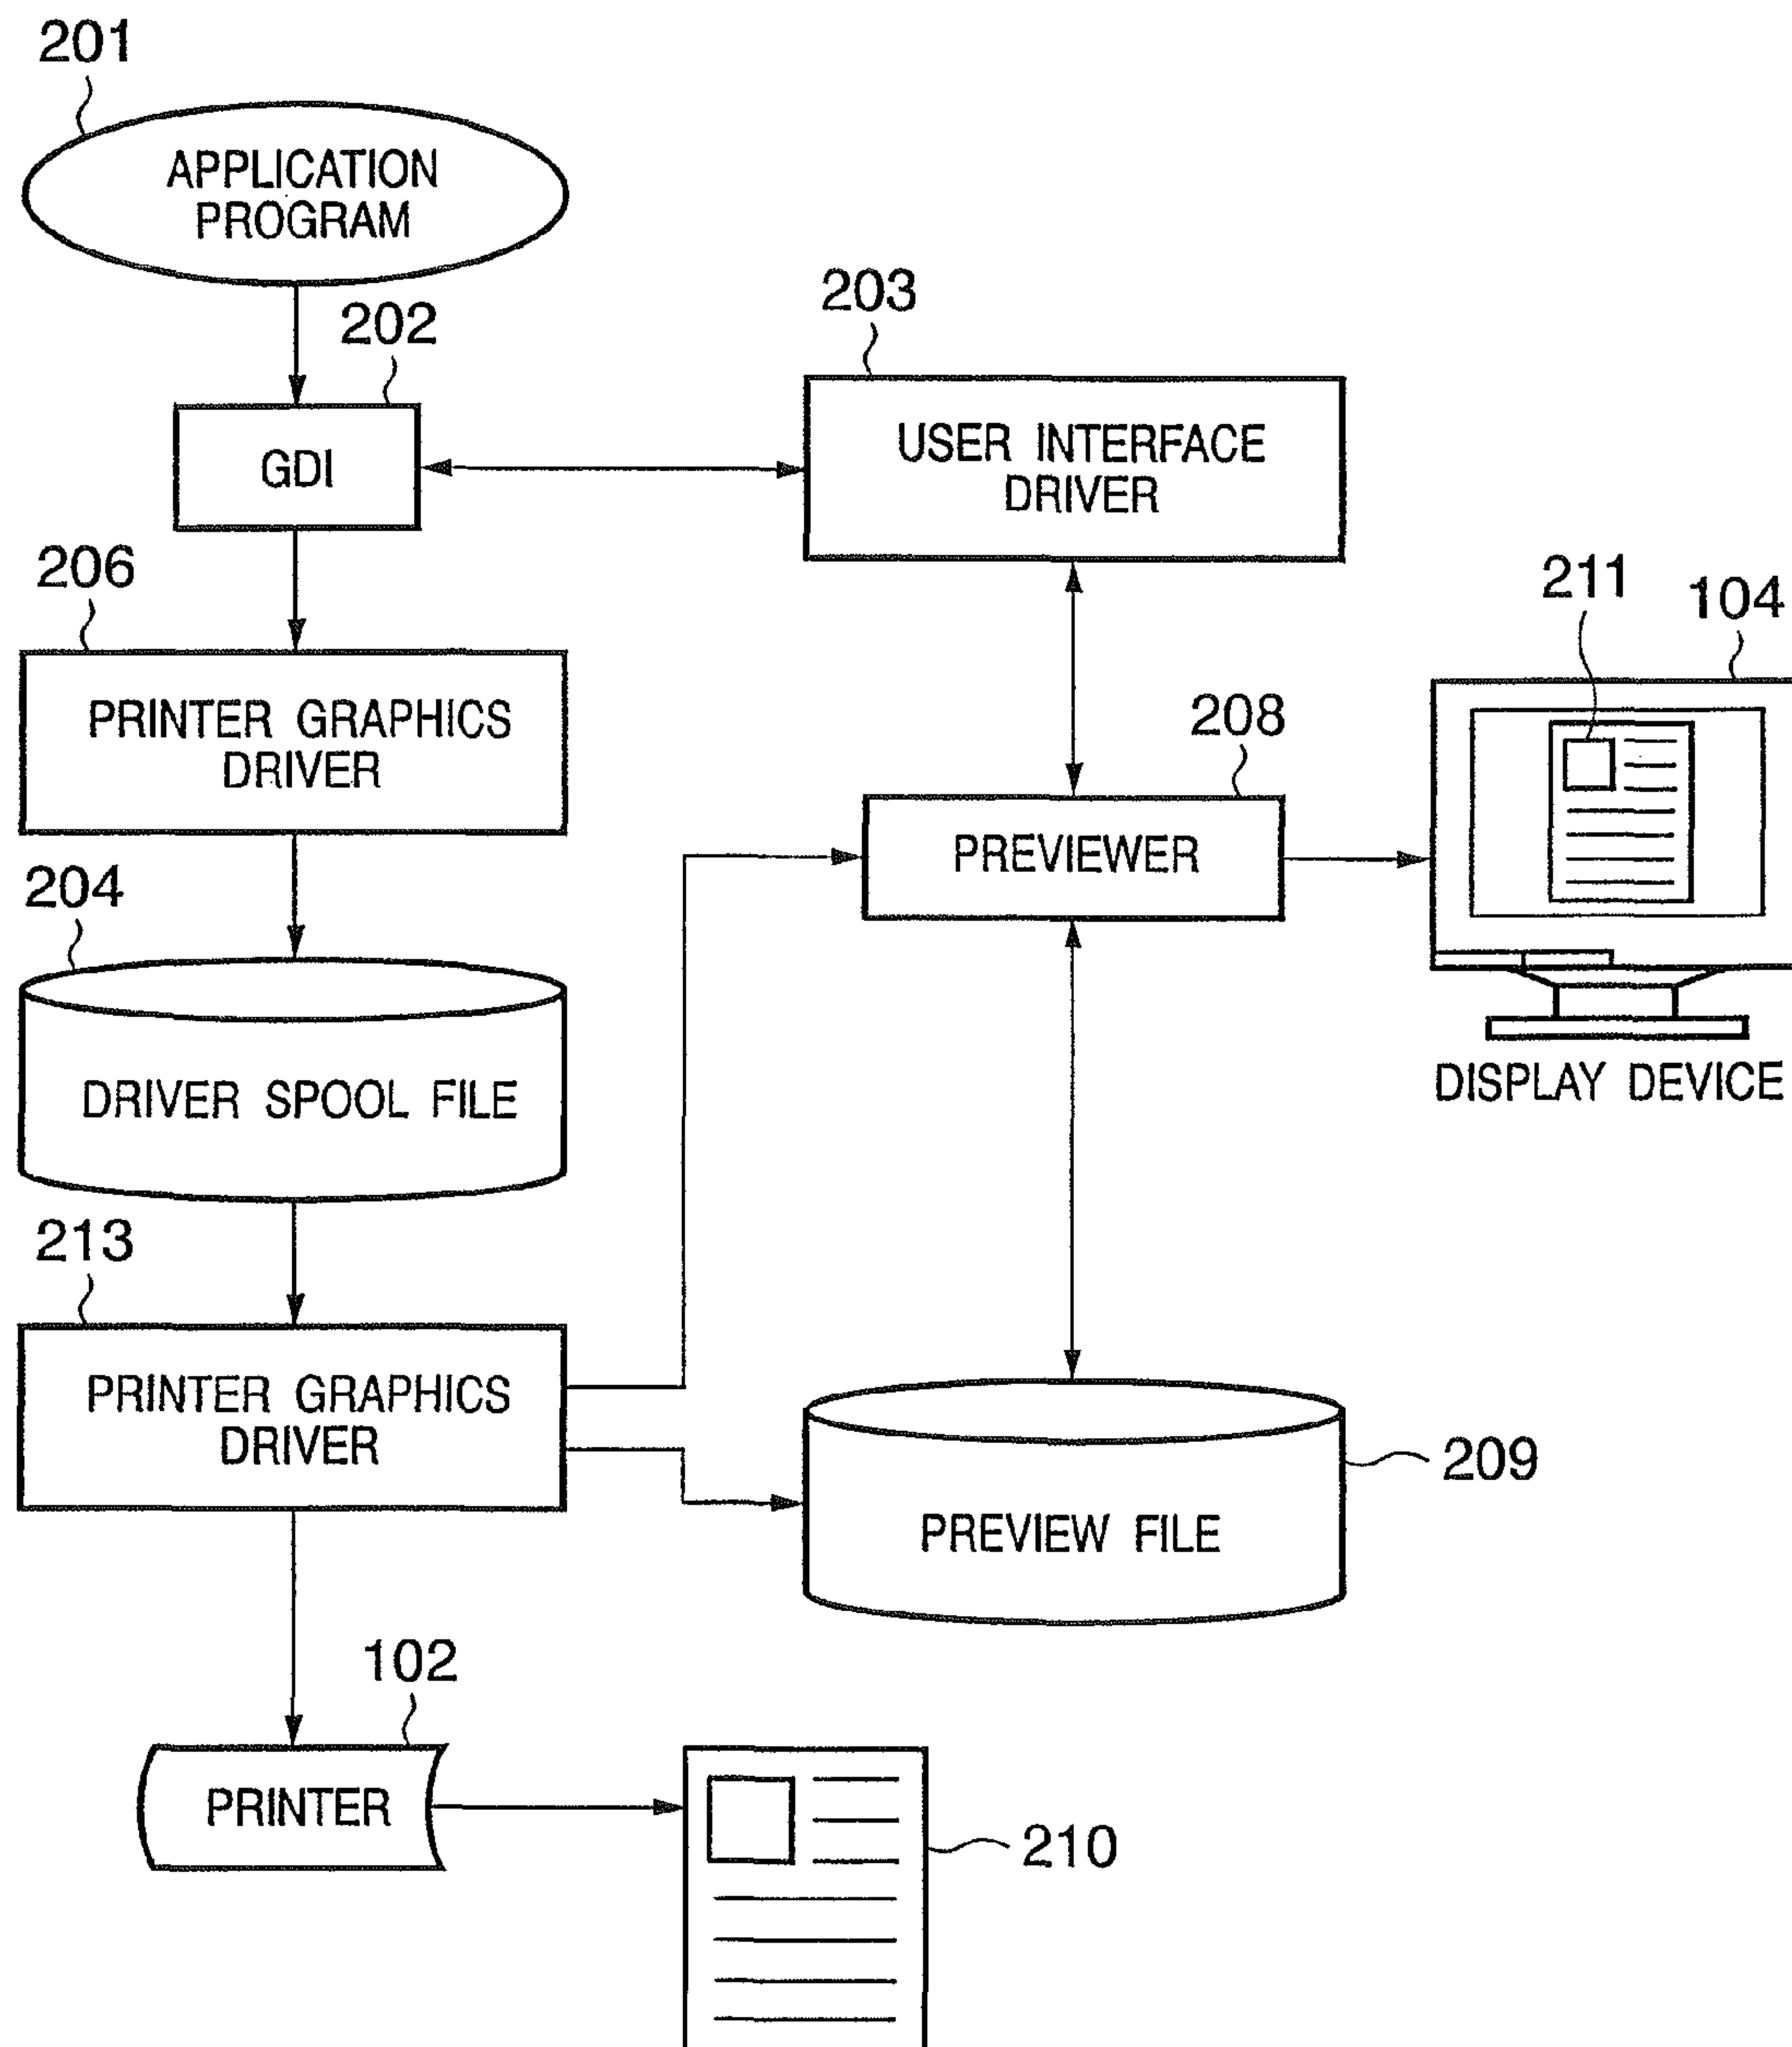 201
APPLICATION
PROGRAM
202
GDI
203
USER INTERFACE
DRIVER
206
PRINTER GRAPHICS
DRIVER
211
104
208
PREVIEWER
204
DRIVER SPOOL FILE
DISPLAY DEVICE
213
PRINTER GRAPHICS
DRIVER
209
PREVIEW FILE
102
PRINTER
210